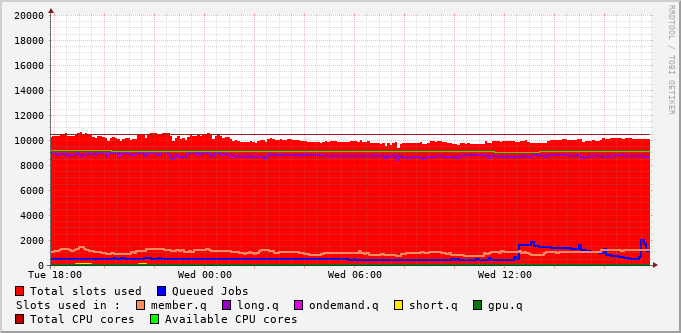 20000
18000
16000
14000
12000
10000
8000
6000
4000
2000
0
Tue 18:00 Wed 00:00 Wed 06:00 Wed 12:00
Total slots used Queued Jobs
Slots used in : member.q long.q ondemand.q short.q gpu.q
Total CPU cores Available CPU cores
RRDTOOL / TOBI OETIKER